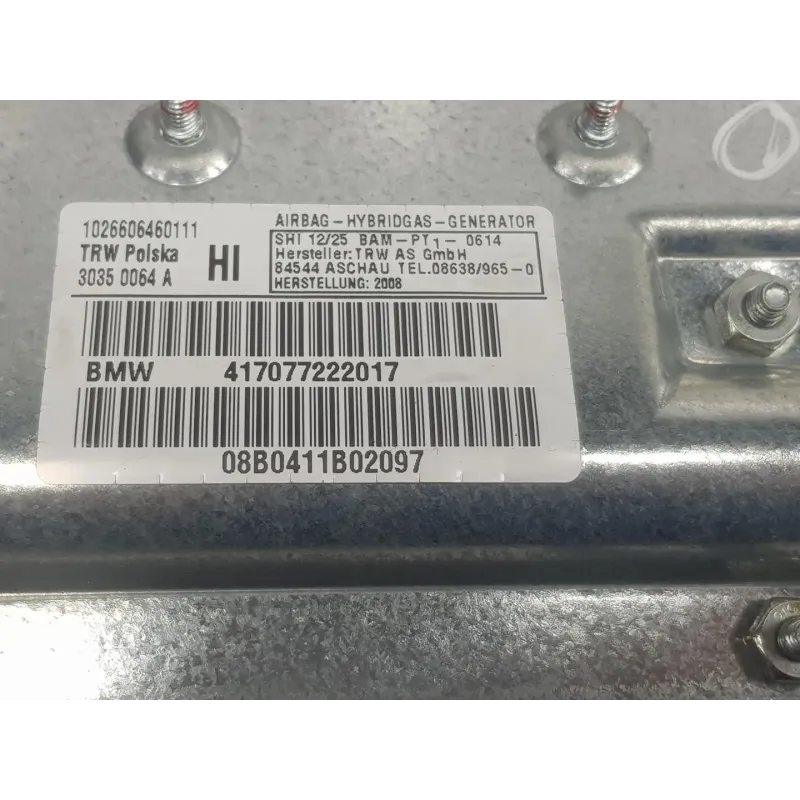 1026606460111
TRW Polska
3035 0064 A
HI
AIRBAG-HYBRIDGAS-GENERATOR
SHI 12/25 BAM-PT1- 0614
Hersteller:TRW AS GmbH
84544 ASCHAU TEL.08638/965-0
HERSTELLUNG: 2008
BMW 417077222017
08B0411B02097